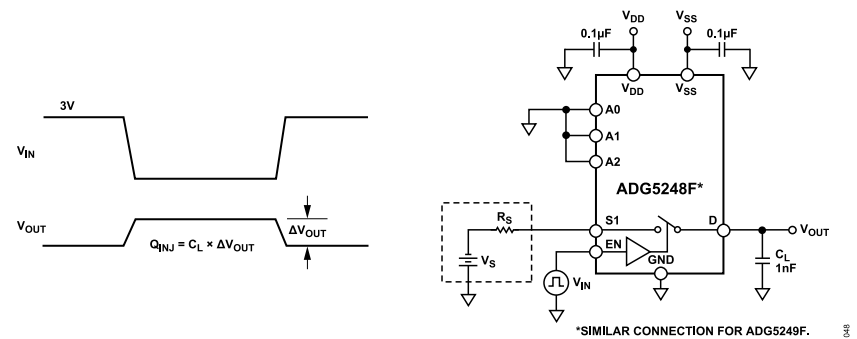 3V
VIN
VOUT
QINJ = CL × ΔVOUT
ΔVOUT
VDD
VSS
0.1µF
0.1µF
VDD
VSS
A0
A1
A2
ADG5248F*
RS
S1
D
VOUT
EN
VS
GND
CL
1nF
VIN
*SIMILAR CONNECTION FOR ADG5249F.
048